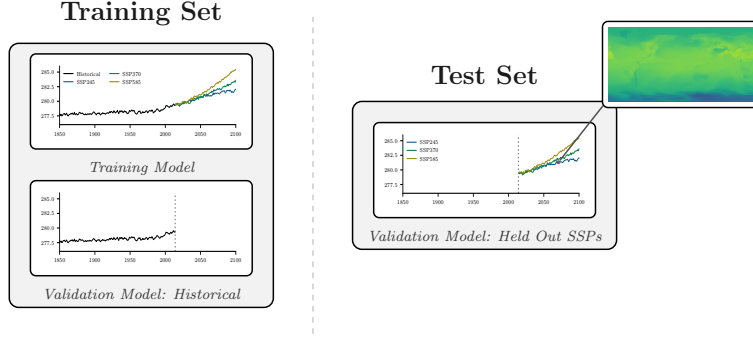 Training Set
285.0
282.5
280.0
277.5
Historical SSP370
SSP245 SSP585
1850 1900 1950 2000 2050 2100
Training Model
285.0
282.5
280.0
277.5
1850 1900 1950 2000 2050 2100
Validation Model: Historical
Test Set
285.0
282.5
280.0
277.5
SSP245
SSP370
SSP585
1850 1900 1950 2000 2050 2100
Validation Model: Held Out SSPs